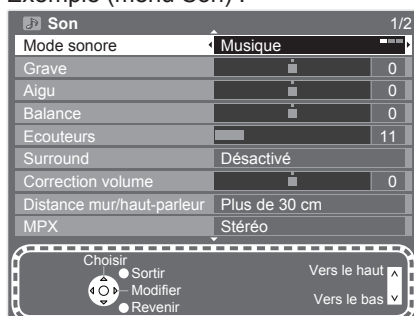 Exemple (menu Son) :
Son 1/2
Mode sonore Musique
Grave 0
Aigu 0
Balance 0
Ecouteurs 11
Surround Désactivé
Correction volume 0
Distance mur/haut-parleur Plus de 30 cm
MPX Stéréo
Choisir
Sortir
Modifier
Revenir
Vers le haut
Vers le bas